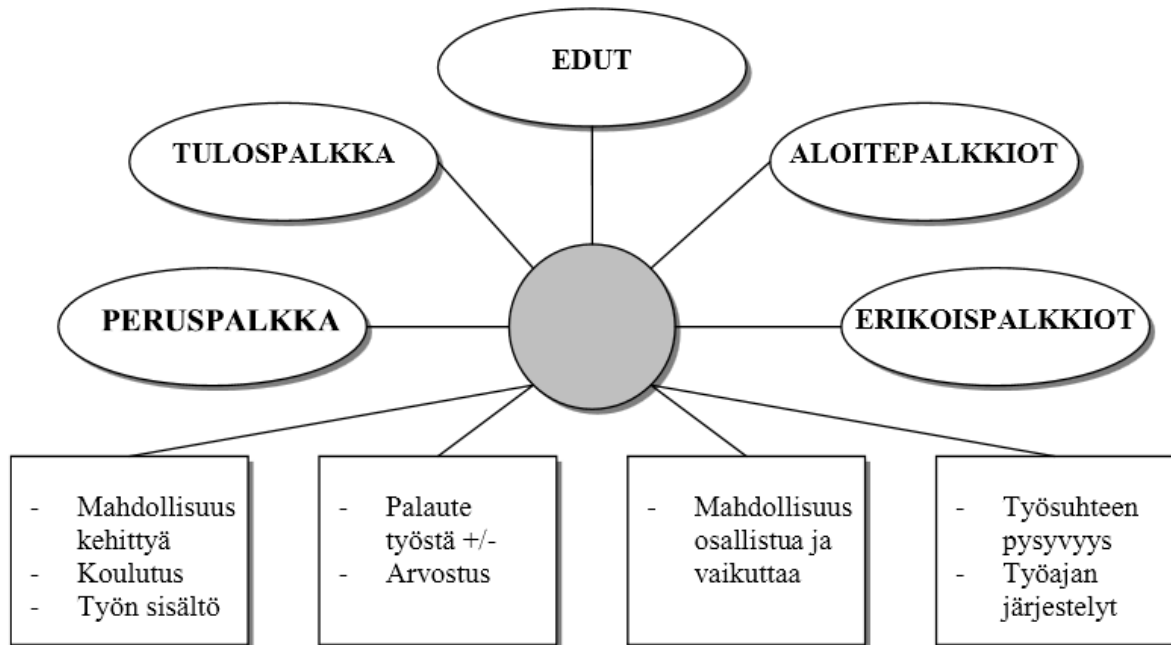 EDUT
TULOSPALKKA
ALOITEPALKKIOT
PERUSPALKKA
ERIKOISPALKKIOT
- Mahdollisuus
kehittyä
- Koulutus
- Työn sisältö
- Palaute
työstä +/-
- Arvostus
- Mahdollisuus
osallistua ja
vaikuttaa
- Työsuhteen
pysyvyys
- Työajan
järjestelyt